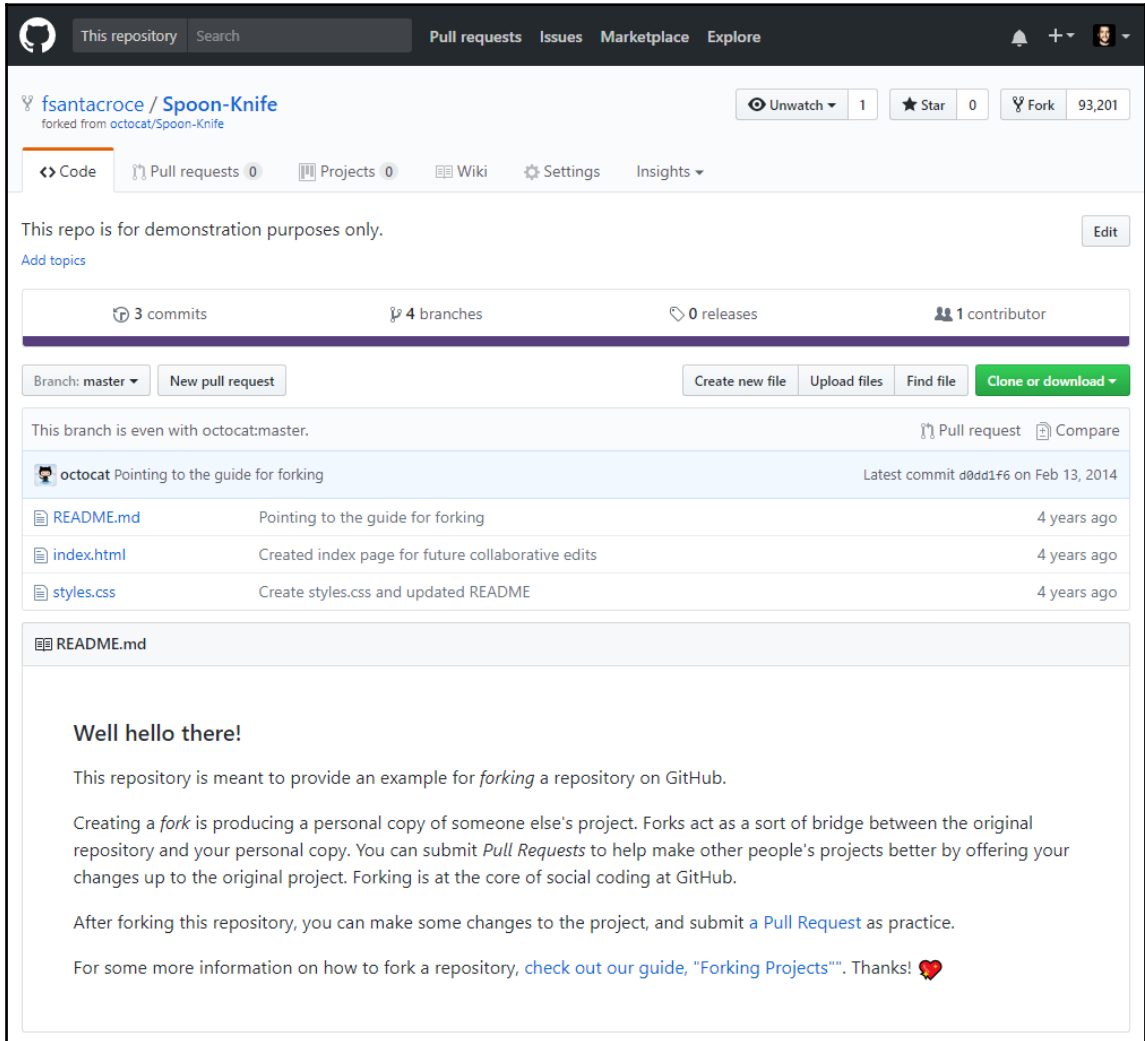 This repository Search Pull requests Issues Marketplace Explore
fsantacroce / Spoon-Knife Unwatch 1 Star 0 Fork 93,201
forked from octocat/Spoon-Knife
Code Pull requests 0 Projects 0 Wiki Settings Insights
This repo is for demonstration purposes only. Edit
Add topics
3 commits 4 branches 0 releases 1 contributor
Branch: master New pull request Create new file Upload files Find file Clone or download
This branch is even with octocat:master. Pull request Compare
octocat Pointing to the guide for forking Latest commit d0dd1f6 on Feb 13, 2014
README.md Pointing to the guide for forking 4 years ago
index.html Created index page for future collaborative edits 4 years ago
styles.css Create styles.css and updated README 4 years ago
README.md
Well hello there!
This repository is meant to provide an example for forking a repository on GitHub.
Creating a fork is producing a personal copy of someone else's project. Forks act as a sort of bridge between the original
repository and your personal copy. You can submit Pull Requests to help make other people's projects better by offering your
changes up to the original project. Forking is at the core of social coding at GitHub.
After forking this repository, you can make some changes to the project, and submit a Pull Request as practice.
For some more information on how to fork a repository, check out our guide, "Forking Projects"". Thanks! 💖